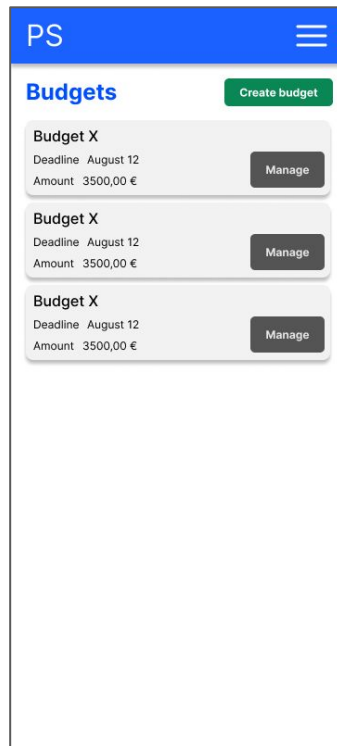 PS
Budgets
Create budget
Budget X
Deadline August 12
Amount 3500,00 €
Manage
Budget X
Deadline August 12
Amount 3500,00 €
Manage
Budget X
Deadline August 12
Amount 3500,00 €
Manage